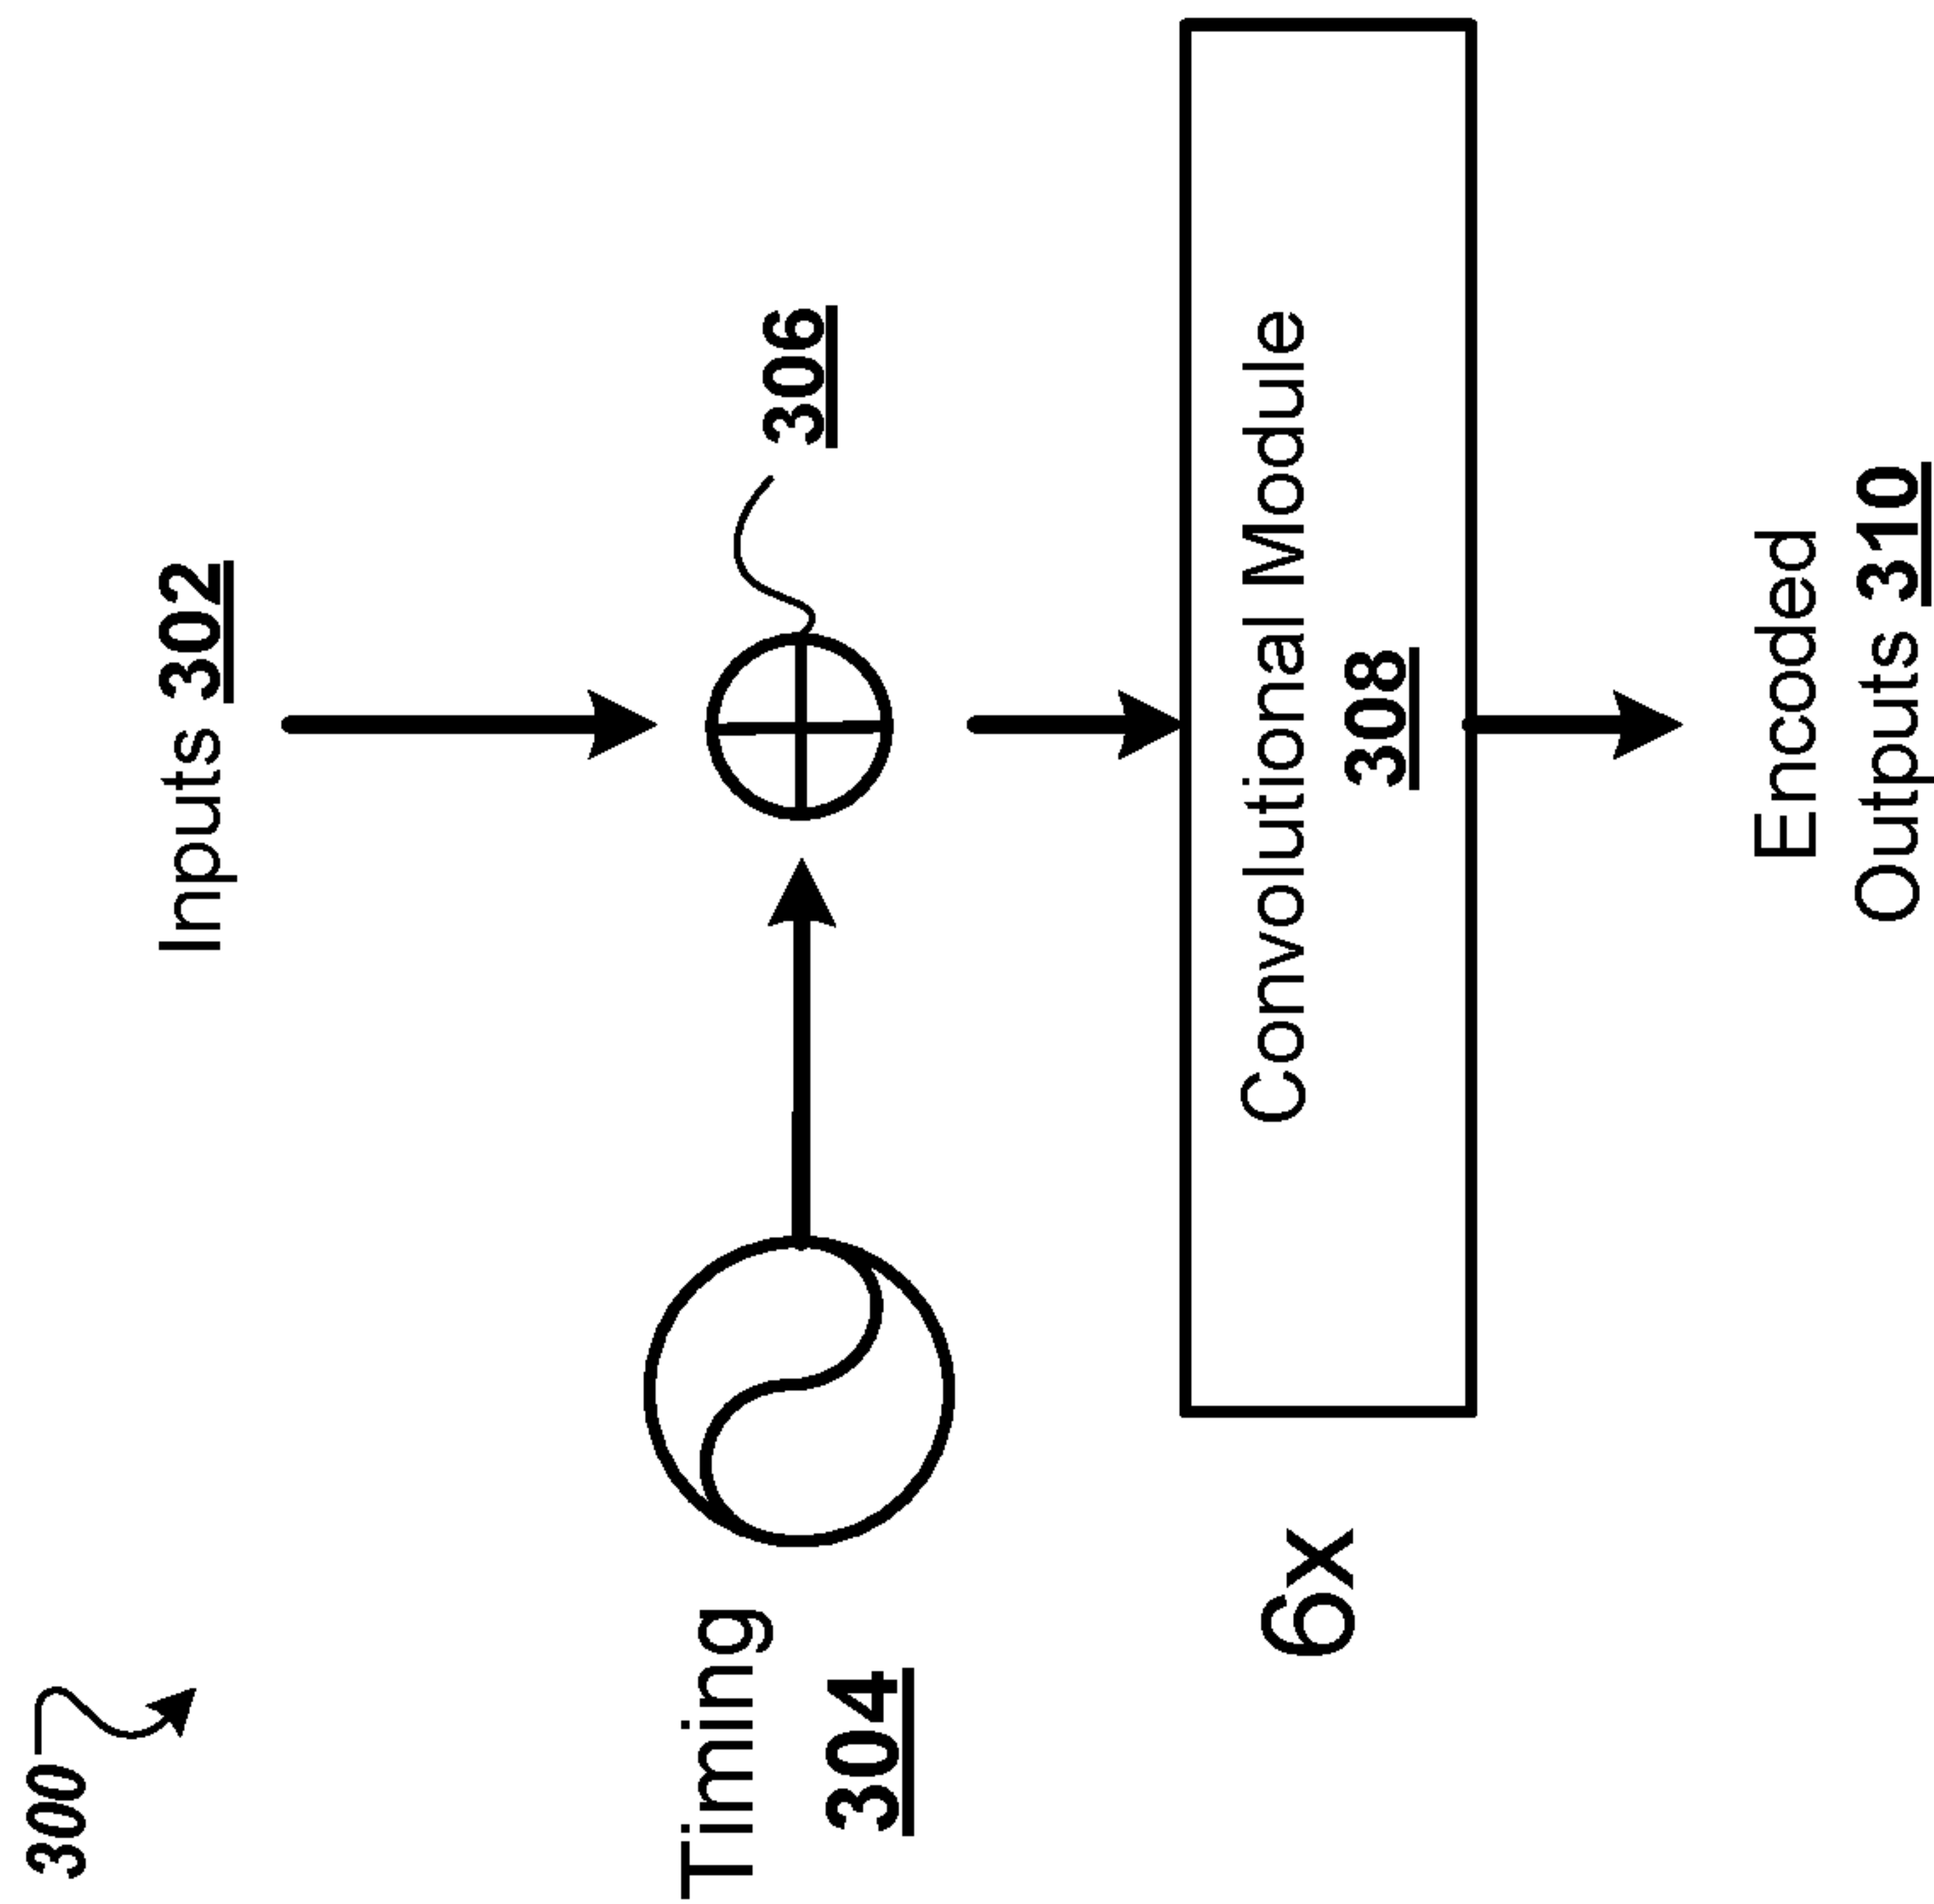 300
Inputs 302
Timing
304
306
6x
Convolutional Module
308
Encoded
Outputs 310